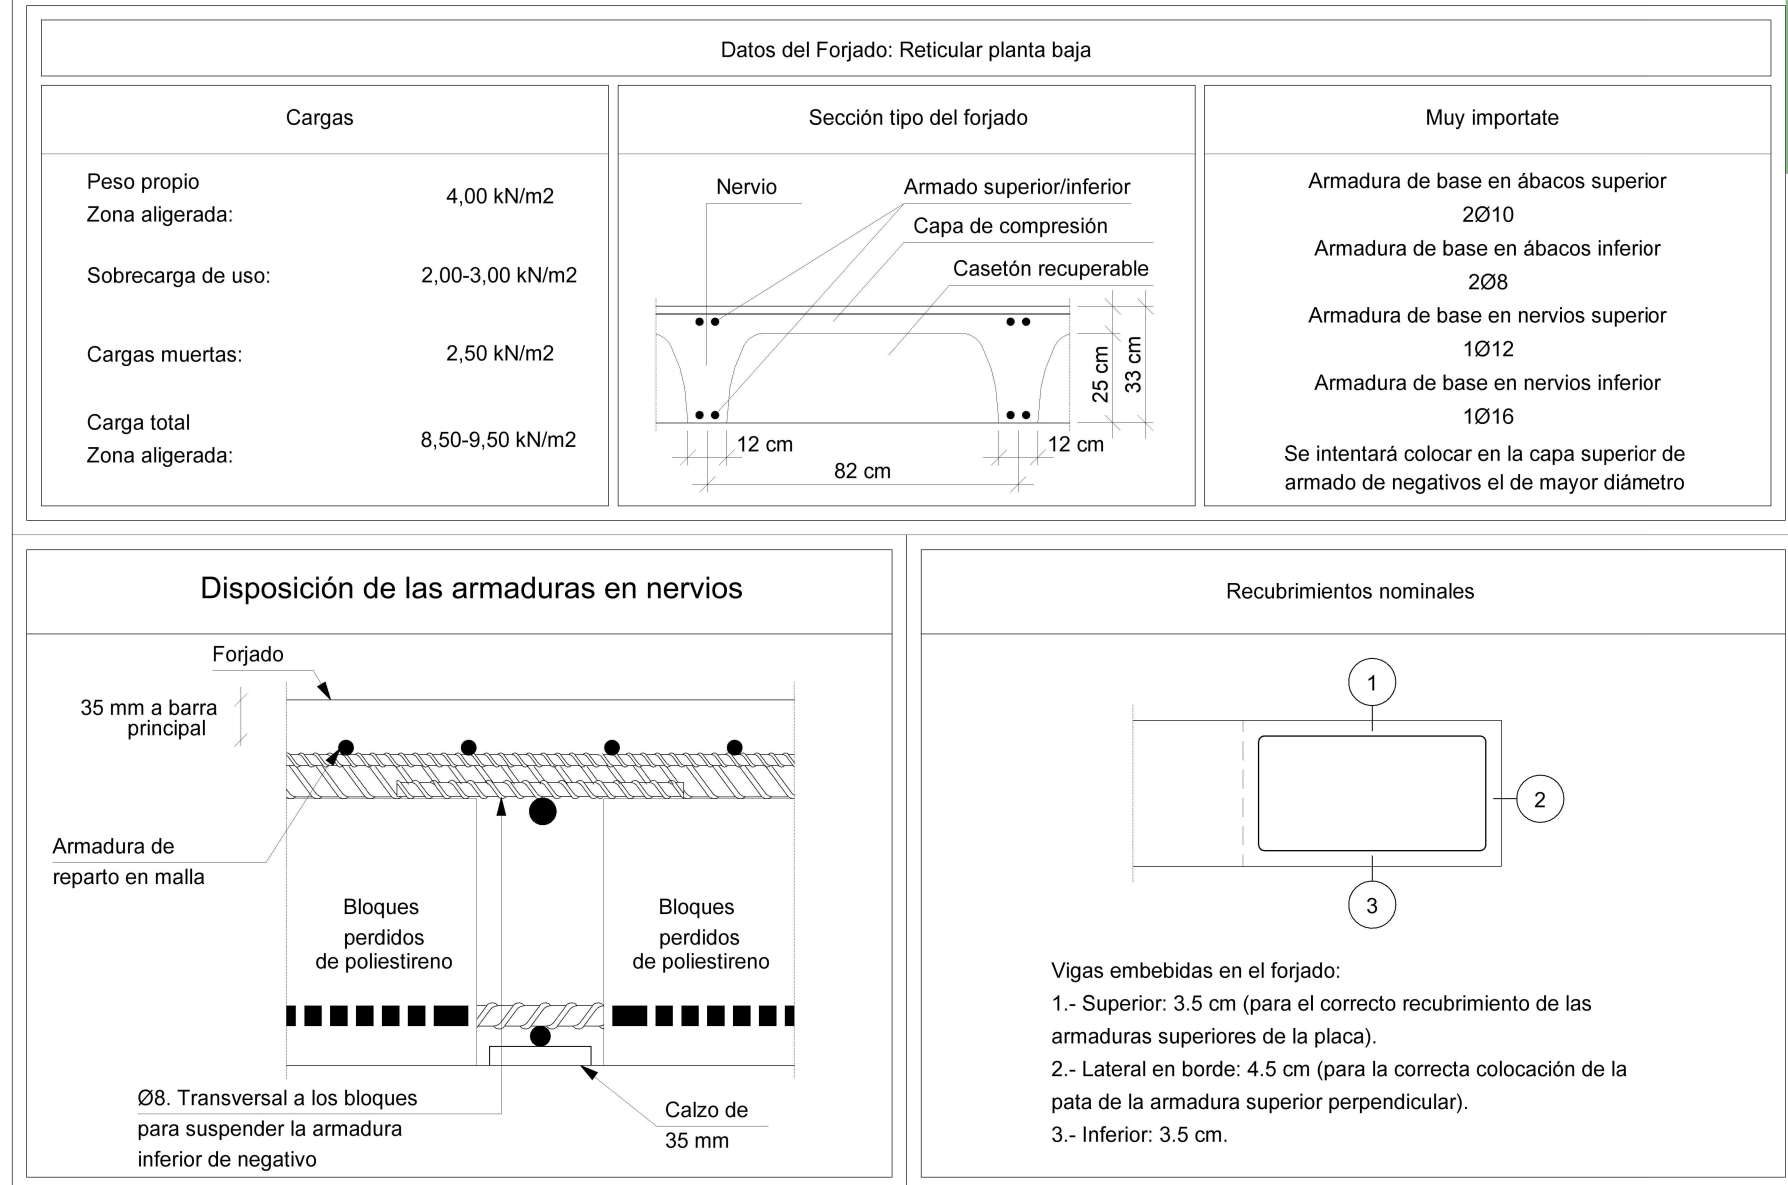 Datos del Forjado: Reticular planta baja
Cargas
Peso propio
Zona aligerada:
4,00 kN/m2
Sobrecarga de uso:
2,00-3,00 kN/m2
Cargas muertas:
2,50 kN/m2
Carga total
Zona aligerada:
8,50-9,50 kN/m2
Sección tipo del forjado
Nervio
Armado superior/inferior
Capa de compresión
Casetón recuperable
25 cm
33 cm
12 cm
12 cm
82 cm
Muy importate
Armadura de base en ábacos superior
2Ø10
Armadura de base en ábacos inferior
2Ø8
Armadura de base en nervios superior
1Ø12
Armadura de base en nervios inferior
1Ø16
Se intentará colocar en la capa superior de
armado de negativos el de mayor diámetro
Disposición de las armaduras en nervios
Forjado
35 mm a barra
principal
Armadura de
reparto en malla
Bloques
perdidos
de poliestireno
Bloques
perdidos
de poliestireno
Ø8. Transversal a los bloques
para suspender la armadura
inferior de negativo
Calzo de
35 mm
Recubrimientos nominales
1
2
3
Vigas embebidas en el forjado:
1.- Superior: 3.5 cm (para el correcto recubrimiento de las
armaduras superiores de la placa).
2.- Lateral en borde: 4.5 cm (para la correcta colocación de la
pata de la armadura superior perpendicular).
3.- Inferior: 3.5 cm.